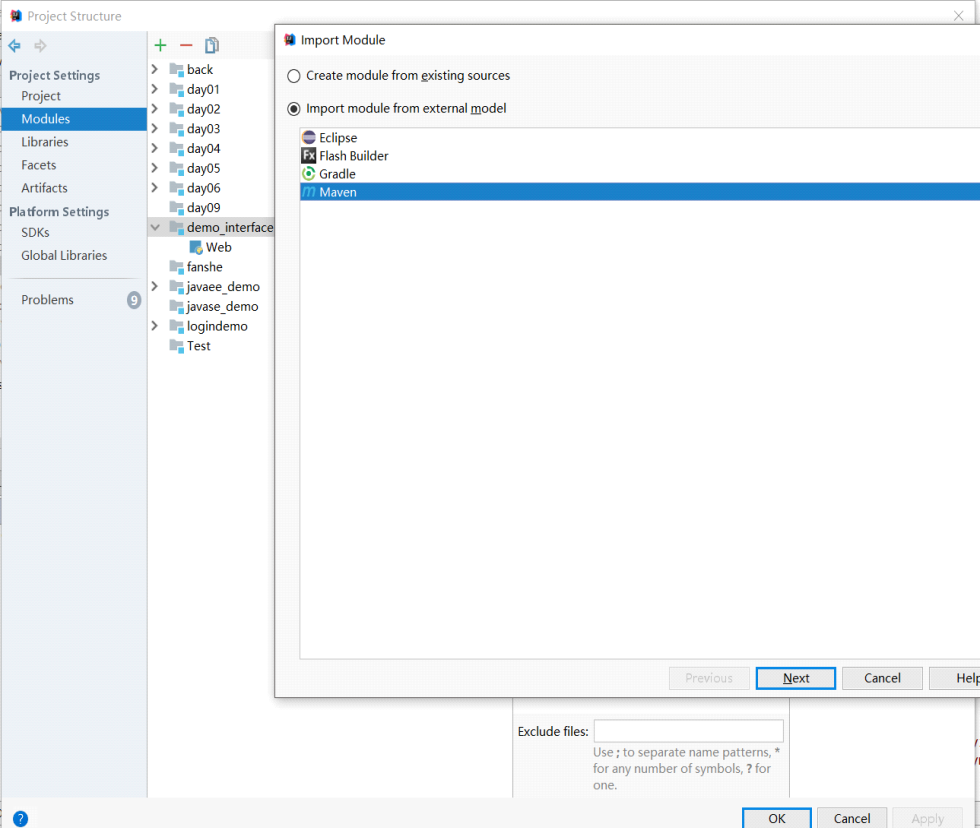 Project Structure
Project Settings
Project
Modules
Libraries
Facets
Artifacts
Platform Settings
SDKs
Global Libraries
Problems
9
back
day01
day02
day03
day04
day05
day06
day09
demo_interface
Web
fanshe
javaee_demo
javase_demo
logindemo
Test
Import Module
Create module from existing sources
Import module from external model
Eclipse
Fx Flash Builder
Gradle
m Maven
Previous
Next
Cancel
Help
Exclude files:
Use ; to separate name patterns, *
for any number of symbols, ? for
one.
?
OK
Cancel
Apply